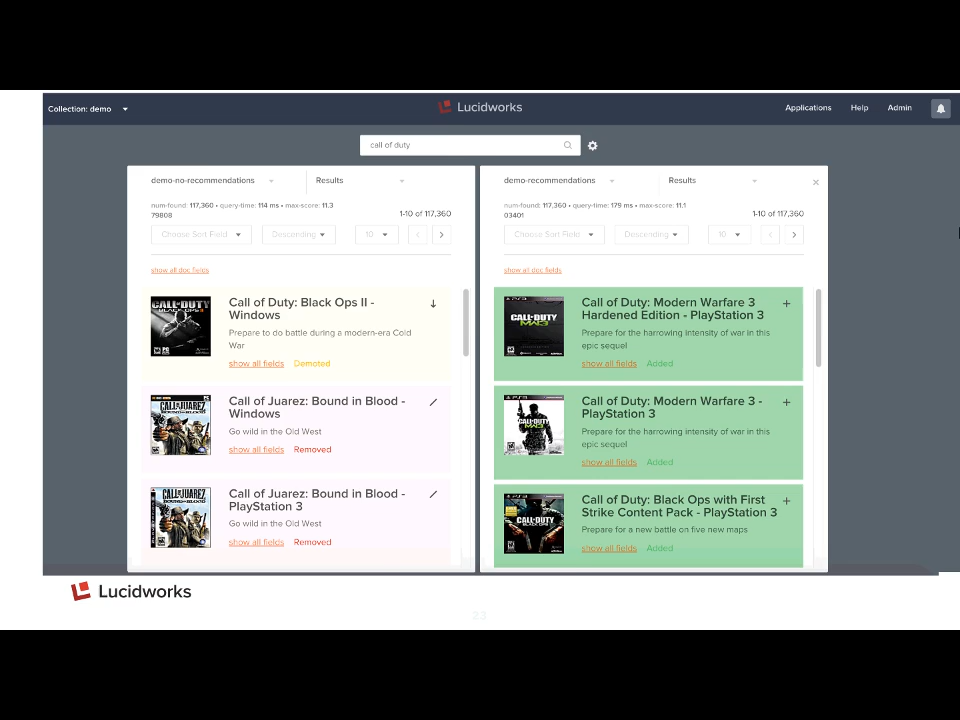 Collection: demo
Lucidworks
Applications
Help
Admin
call of duty
demo-no-recommendations
Results
num-found: 117,360 • query-time: 114 ms • max-score: 11.3
79808
1-10 of 117,360
Choose Sort Field
Descending
10
show all doc fields
Call of Duty: Black Ops II -
Windows
Prepare to do battle during a modern-era Cold
War
show all fields
Demoted
Call of Juarez: Bound in Blood -
Windows
Go wild in the Old West
show all fields
Removed
Call of Juarez: Bound in Blood -
PlayStation 3
Go wild in the Old West
show all fields
Removed
demo-recommendations
Results
num-found: 117,360 • query-time: 179 ms • max-score: 11.1
03401
1-10 of 117,360
Choose Sort Field
Descending
10
show all doc fields
Call of Duty: Modern Warfare 3
Hardened Edition - PlayStation 3
Prepare for the harrowing intensity of war in this
epic sequel
show all fields
Added
Call of Duty: Modern Warfare 3 -
PlayStation 3
Prepare for the harrowing intensity of war in this
epic sequel
show all fields
Added
Call of Duty: Black Ops with First
Strike Content Pack - PlayStation 3
Prepare for a new battle on five new maps
show all fields
Added
Lucidworks
23